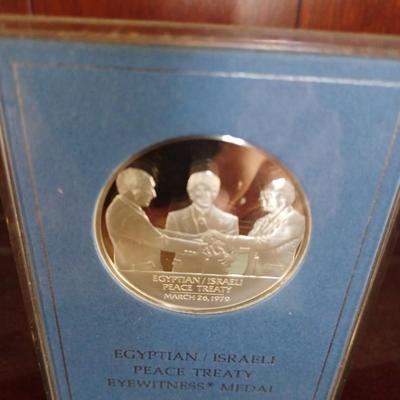 EGYPTIAN / ISRAELI
PEACE TREATY
MARCH 26, 1979
EGYPTIAN / ISRAELI
PEACE TREATY
EYEWITNESS® MEDAL